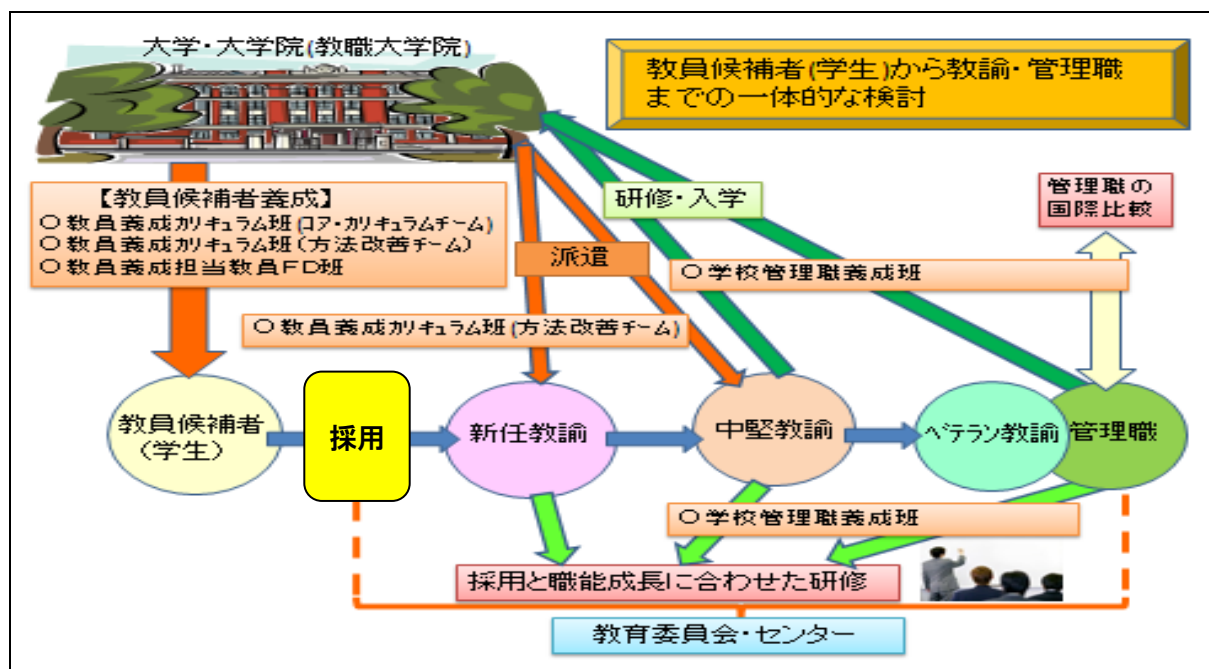 大学・大学院(教職大学院)
教員候補者(学生)から教諭・管理職
までの一体的な検討
【教員候補者養成】
○教員養成カリキュラム班(コア・カリキュラムチーム)
○教員養成カリキュラム班(方法改善チーム)
○教員養成担当教員FD班
研修・入学
管理職の
国際比較
派遣
○学校管理職養成班
○教員養成カリキュラム班(方法改善チーム)
教員候補者
(学生)
採用
新任教諭
中堅教諭
ベテラン教諭
管理職
○学校管理職養成班
採用と職能成長に合わせた研修
教育委員会・センター